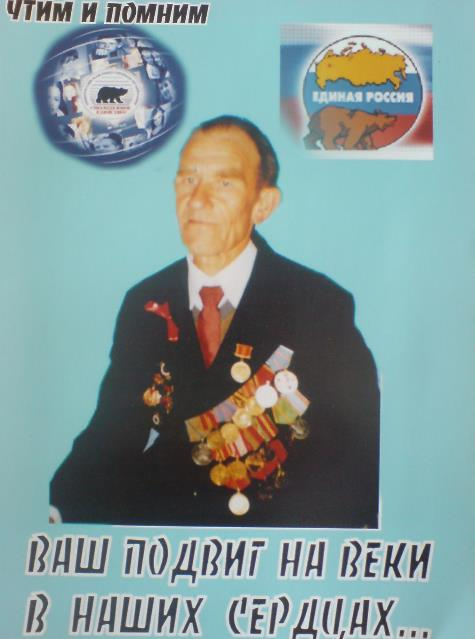 ЧТИМ И ПОМНИМ
ЕДИНАЯ РОССИЯ
ВАШ ПОДВИГ НА ВЕКИ
В НАШИХ СЕРДЦАХ...